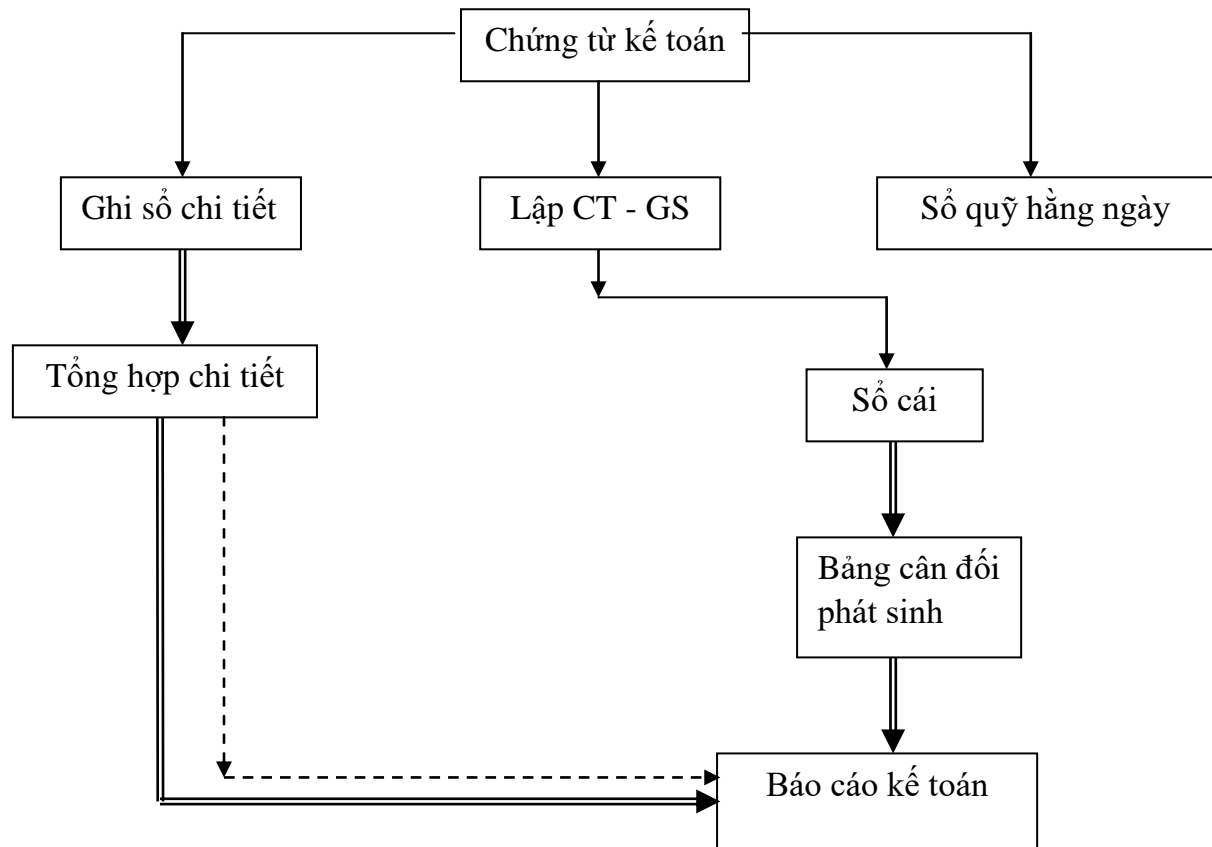 Chứng từ kế toán
Ghi sổ chi tiết
Lập CT - GS
Sổ quỹ hằng ngày
Tổng hợp chi tiết
Sổ cái
Bảng cân đối
phát sinh
Báo cáo kế toán